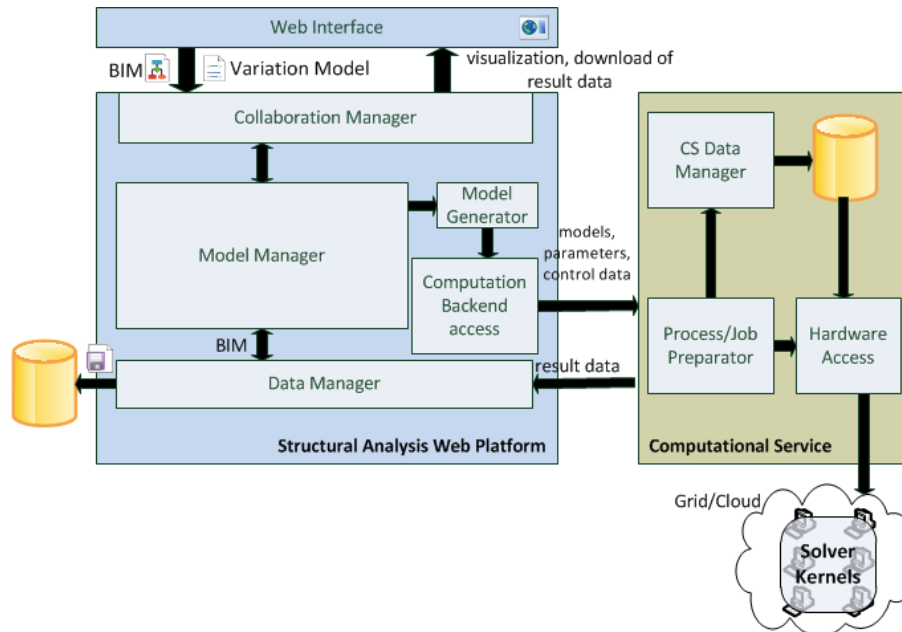 Web Interface
BIM
Variation Model
visualization, download of
result data
Collaboration Manager
Model Manager
Model
Generator
Computation
Backend
access
models,
parameters,
control data
CS Data
Manager
Process/Job
Preparator
Hardware
Access
BIM
Data Manager
result data
Structural Analysis Web Platform
Computational Service
Grid/Cloud
Solver
Kernels